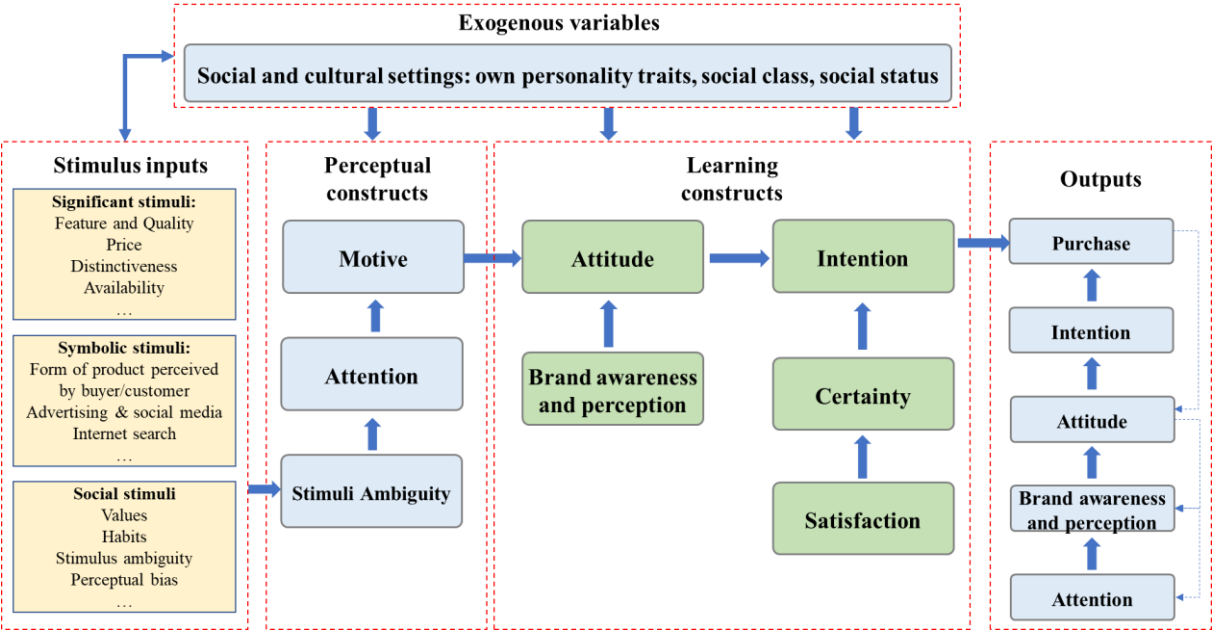 Exogenous variables
Social and cultural settings: own personality traits, social class, social status
Stimulus inputs
Significant stimuli:
Feature and Quality
Price
Distinctiveness
Availability
…
Symbolic stimuli:
Form of product perceived
by buyer/customer
Advertising & social media
Internet search
…
Social stimuli
Values
Habits
Stimulus ambiguity
Perceptual bias
…
Perceptual
constructs
Motive
Attention
Stimuli Ambiguity
Learning
constructs
Attitude
Brand awareness
and perception
Intention
Certainty
Satisfaction
Outputs
Purchase
Intention
Attitude
Brand awareness
and perception
Attention